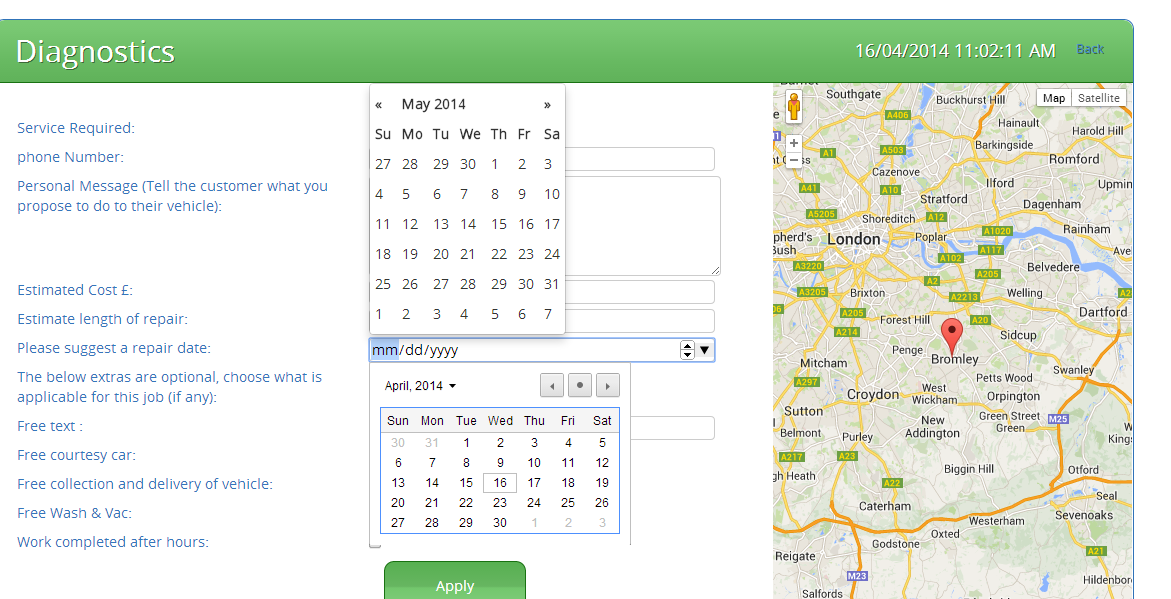 Diagnostics
16/04/2014 11:02:11 AM Back
Service Required:
phone Number:
Personal Message (Tell the customer what you
propose to do to their vehicle):
Estimated Cost £:
Estimate length of repair:
Please suggest a repair date:
The below extras are optional, choose what is
applicable for this job (if any):
Free text :
Free courtesy car:
Free collection and delivery of vehicle:
Free Wash & Vac:
Work completed after hours:
« May 2014 »
Su Mo Tu We Th Fr Sa
27 28 29 30 1 2 3
4 5 6 7 8 9 10
11 12 13 14 15 16 17
18 19 20 21 22 23 24
25 26 27 28 29 30 31
1 2 3 4 5 6 7
mm/dd/yyyy
April, 2014
Sun Mon Tue Wed Thu Fri Sat
30 31 1 2 3 4 5
6 7 8 9 10 11 12
13 14 15 16 17 18 19
20 21 22 23 24 25 26
27 28 29 30 1 2 3
Apply
Map Satellite
Southgate
Buckhurst Hill
A406
Hainault
Harold Hill
A503
Barkingside
A1
Romford
Cazenove
Ilford
Upmin
A41
A10
Stratford
Dagenham
A5205
Shoreditch
A12
pherd's
Bush
London
Poplar
A1020
Rainham
A117
A102
Ave
A3220
A205
Belvedere
A2
A3205
Brixton
A2213
Welling
A2
A205
Dartford
Forest Hill
A20
A214
Sidcup
Penge
Bromley
Mitcham
Swanley
A297
Petts Wood
Croydon
West
Wickham
Orpington
Sutton
New
Addington
Green Street
Green
M25
Belmont
Purley
King
A217
A23
gh Heath
Biggin Hill
Otford
A22
Caterham
Seal
Sevenoaks
Westerham
Oxted
Godstone
Reigate
A21
M23
Hildenbor
Salfords